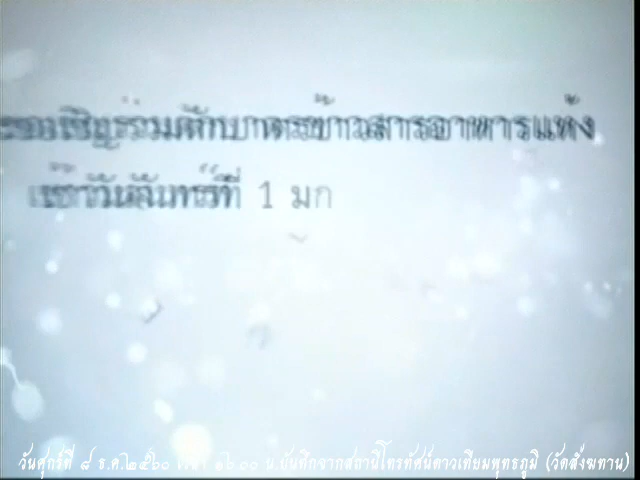 ขอเชิญร่วมตักบาตรข้าวสารอาหารแห้ง
เช้าวันจันทร์ที่ 1 มก
วันศุกร์ที่ ๘ ธ.ค.๒๕๖๐ เวลา ๑๖.๐๐ น.บันทึกจากสถานีโทรทัศน์ดาวเทียมพุทธภูมิ (วัดสังฆทาน)